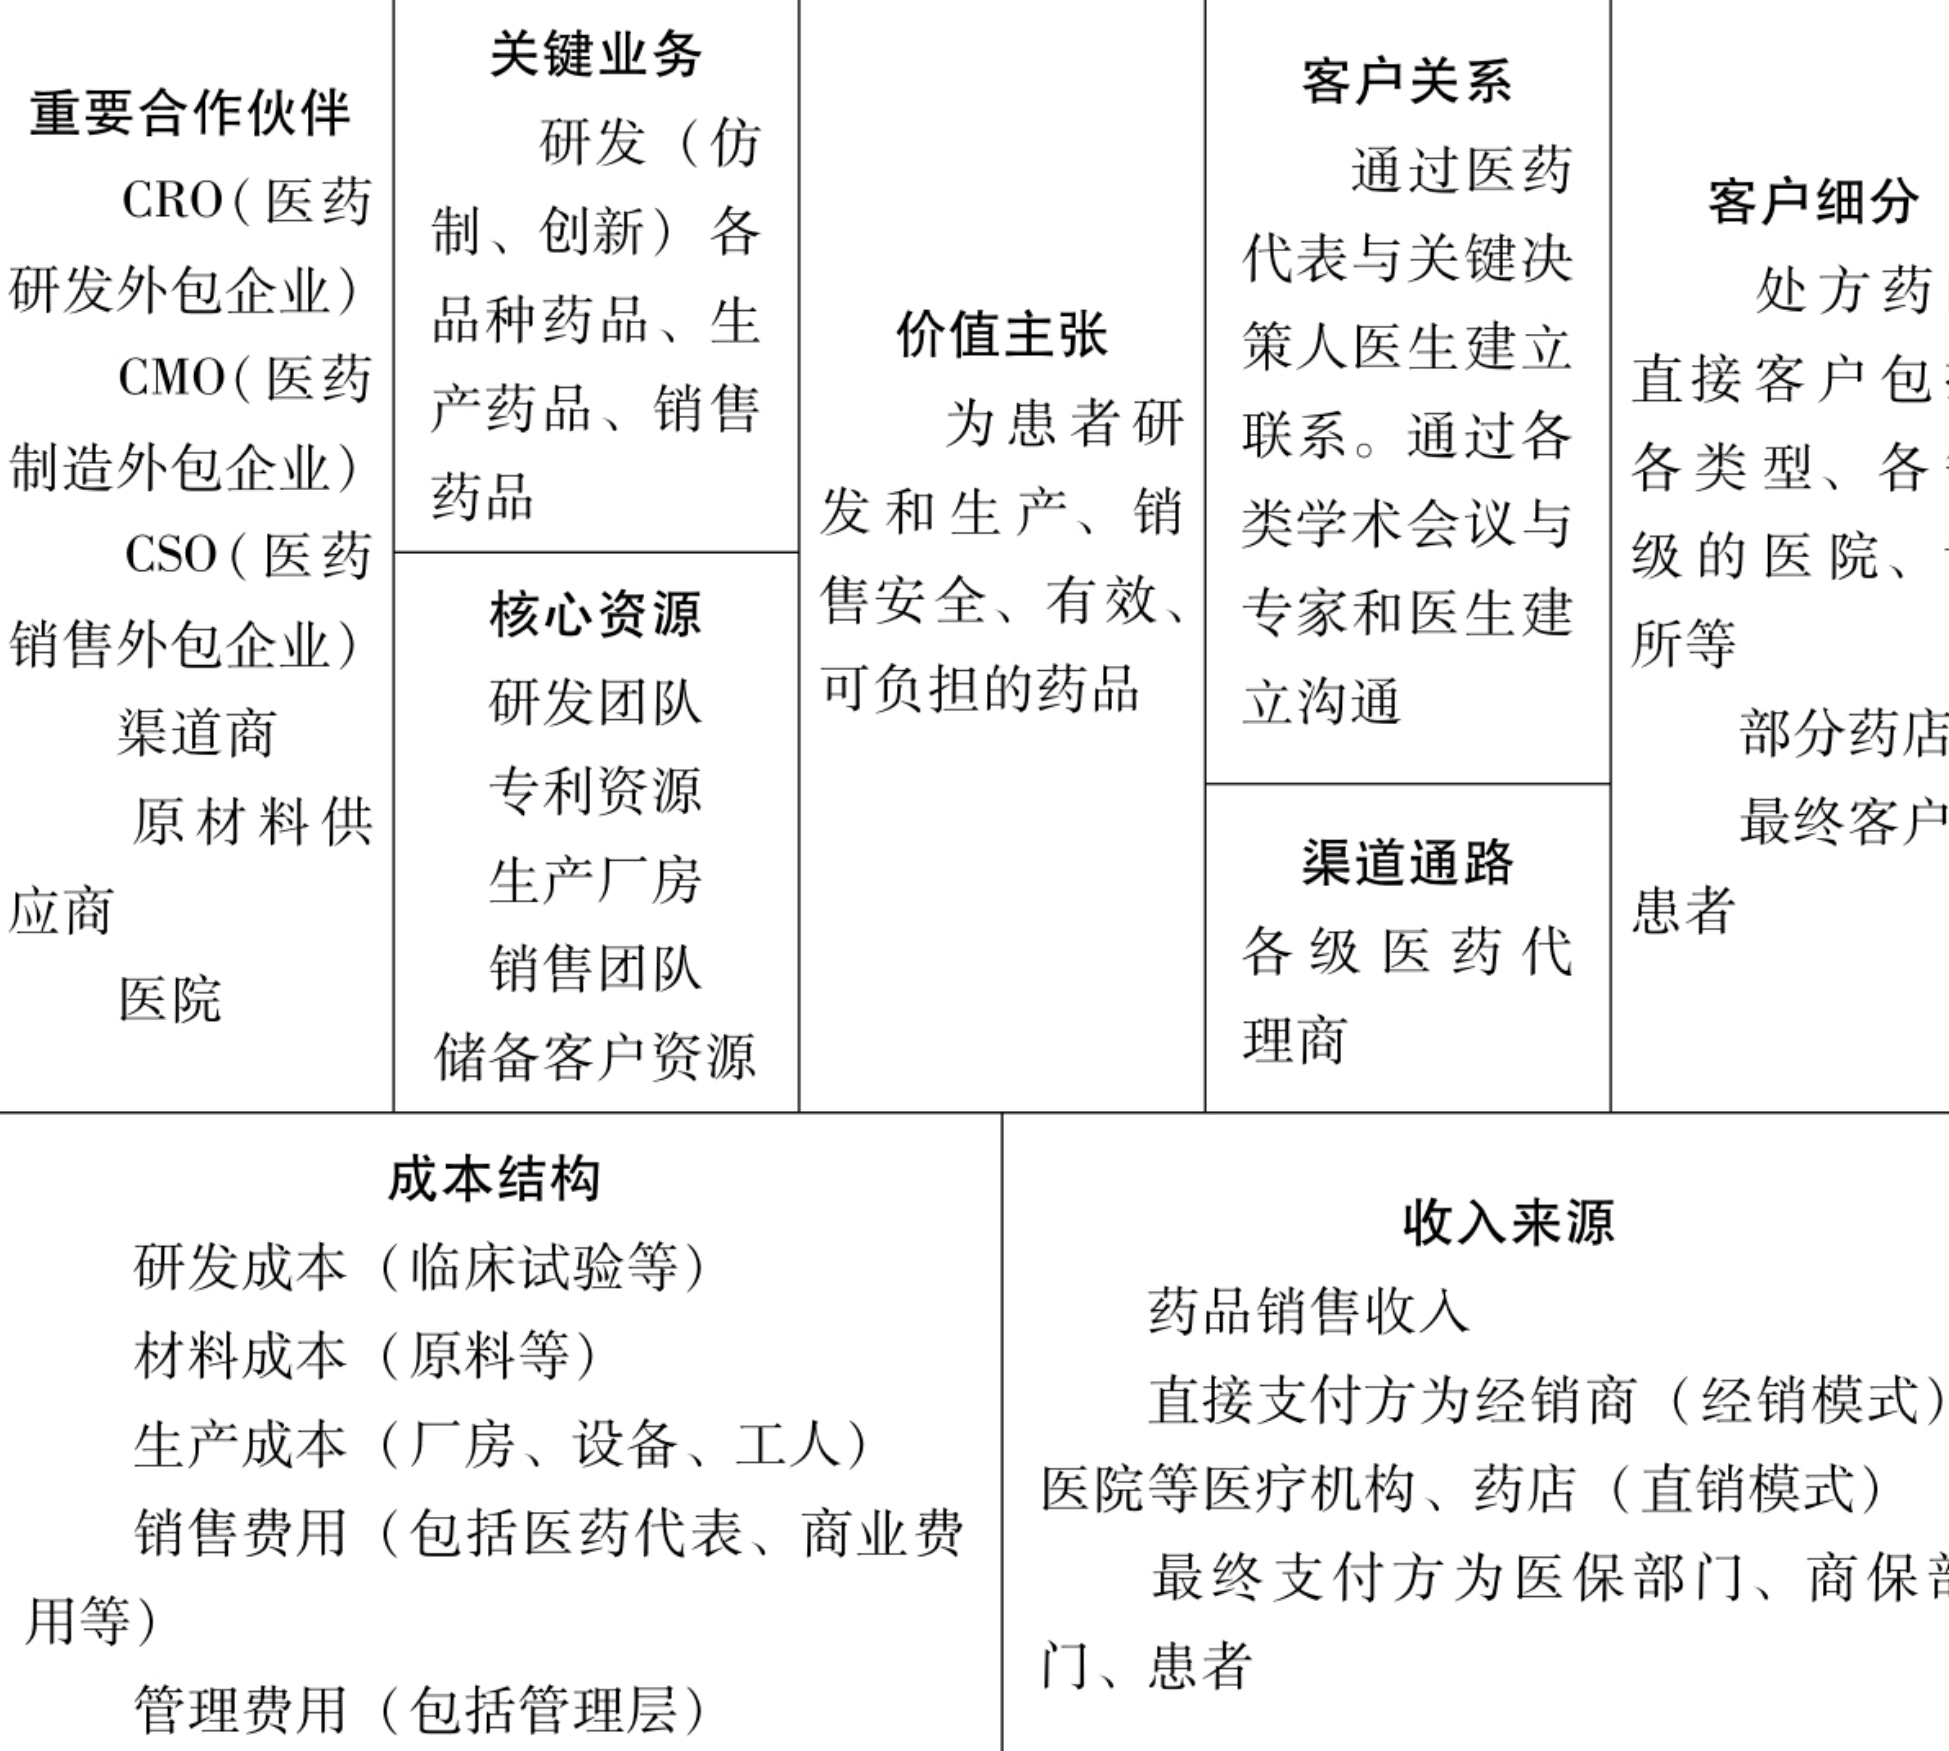 重要合作伙伴
CRO(医药
研发外包企业)
CMO(医药
制造外包企业)
CSO(医药
销售外包企业)
渠道商
原材料供
应商
医院
关键业务
研发（仿
制、创新）各
品种药品、生
产药品、销售
药品
核心资源
研发团队
专利资源
生产厂房
销售团队
储备客户资源
价值主张
为患者研
发和生产、销
售安全、有效、
可负担的药品
客户关系
通过医药
代表与关键决
策人医生建立
联系。通过各
类学术会议与
专家和医生建
立沟通
渠道通路
各级医药代
理商
客户细分
处方药
直接客户包
各类型、各
级的医院、
所等
部分药店
最终客户
患者
成本结构
研发成本（临床试验等）
材料成本（原料等）
生产成本（厂房、设备、工人）
销售费用（包括医药代表、商业费
用等）
管理费用（包括管理层）
收入来源
药品销售收入
直接支付方为经销商（经销模式）
医院等医疗机构、药店（直销模式）
最终支付方为医保部门、商保部
门、患者